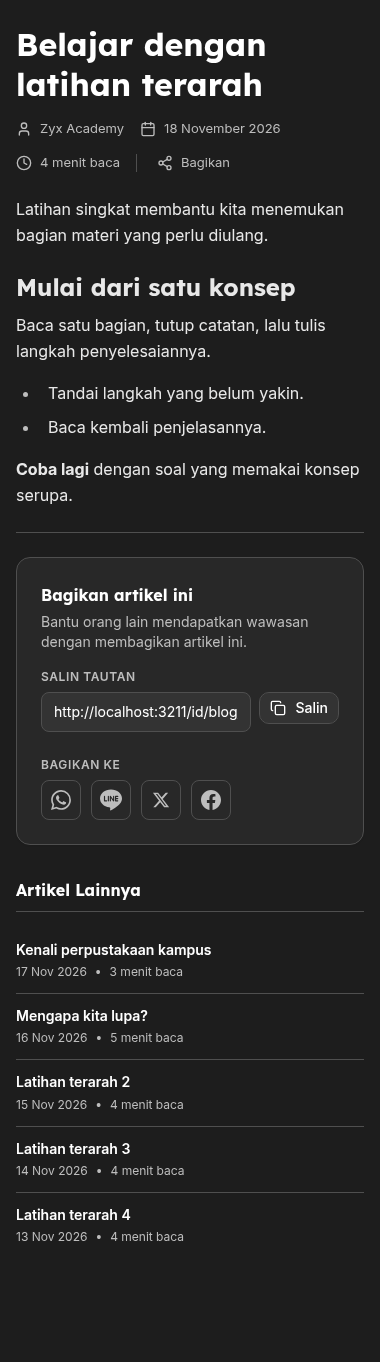 Belajar dengan
latihan terarah
Zyx Academy 18 November 2026
4 menit baca Bagikan
Latihan singkat membantu kita menemukan
bagian materi yang perlu diulang.
Mulai dari satu konsep
Baca satu bagian, tutup catatan, lalu tulis
langkah penyelesaiannya.
• Tandai langkah yang belum yakin.
• Baca kembali penjelasannya.
Coba lagi dengan soal yang memakai konsep
serupa.
Bagikan artikel ini
Bantu orang lain mendapatkan wawasan
dengan membagikan artikel ini.
SALIN TAUTAN
http://localhost:3211/id/blog Salin
BAGIKAN KE
LINE
Artikel Lainnya
Kenali perpustakaan kampus
17 Nov 2026 • 3 menit baca
Mengapa kita lupa?
16 Nov 2026 • 5 menit baca
Latihan terarah 2
15 Nov 2026 • 4 menit baca
Latihan terarah 3
14 Nov 2026 • 4 menit baca
Latihan terarah 4
13 Nov 2026 • 4 menit baca